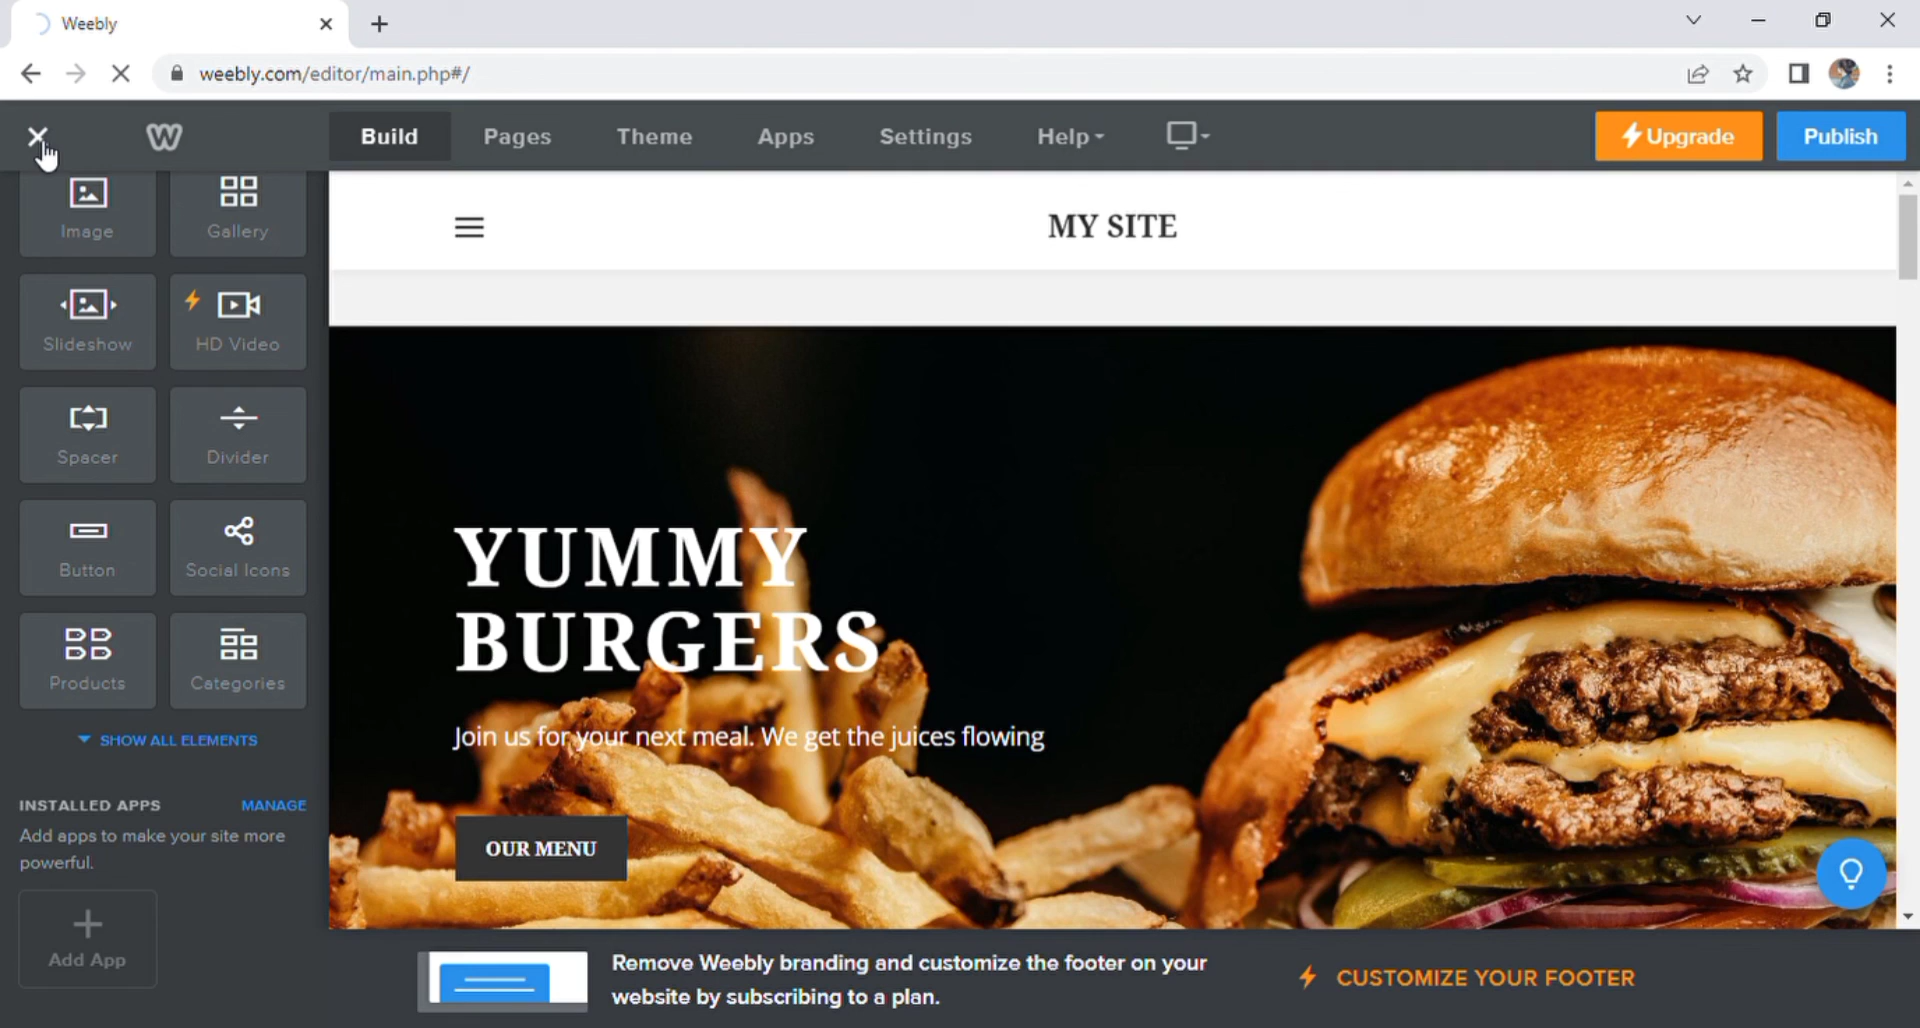 Weebly
weebly.com/editor/main.php#/
Build Pages Theme Apps Settings Help Upgrade Publish
Image Gallery
Slideshow HD Video
Spacer Divider
Button Social Icons
Products Categories
SHOW ALL ELEMENTS
INSTALLED APPS MANAGE
Add apps to make your site more
powerful.
Add App
MY SITE
YUMMY
BURGERS
Join us for your next meal. We get the juices flowing
OUR MENU
Remove Weebly branding and customize the footer on your
website by subscribing to a plan.
CUSTOMIZE YOUR FOOTER